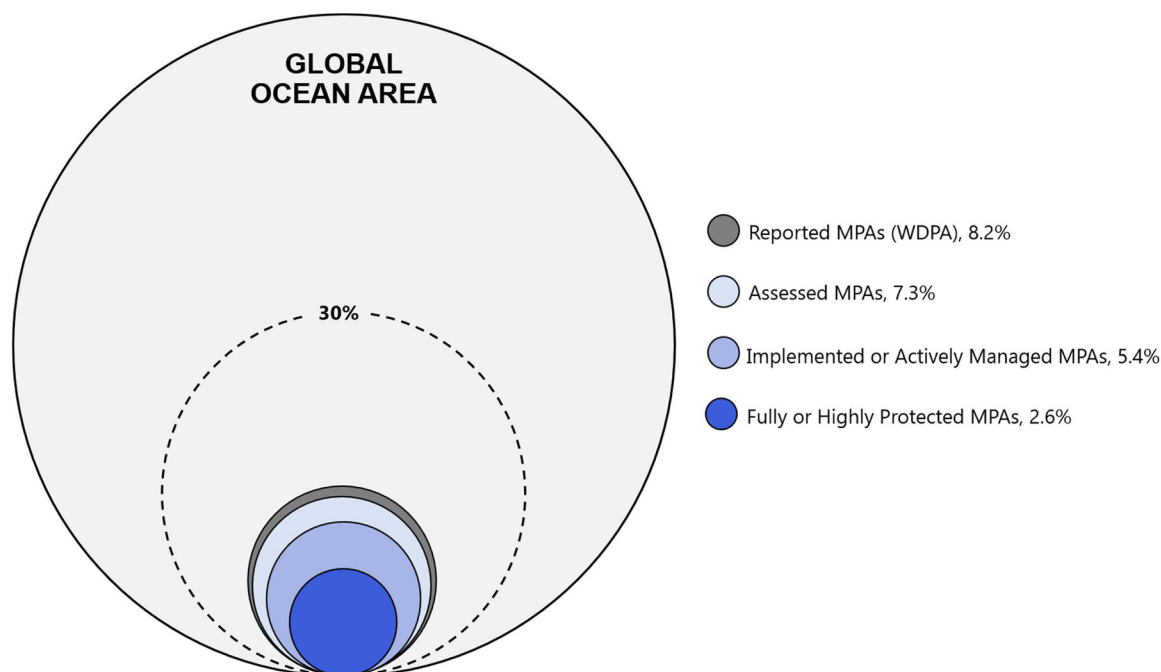 GLOBAL
OCEAN AREA
30%
Reported MPAs (WDPA), 8.2%
Assessed MPAs, 7.3%
Implemented or Actively Managed MPAs, 5.4%
Fully or Highly Protected MPAs, 2.6%